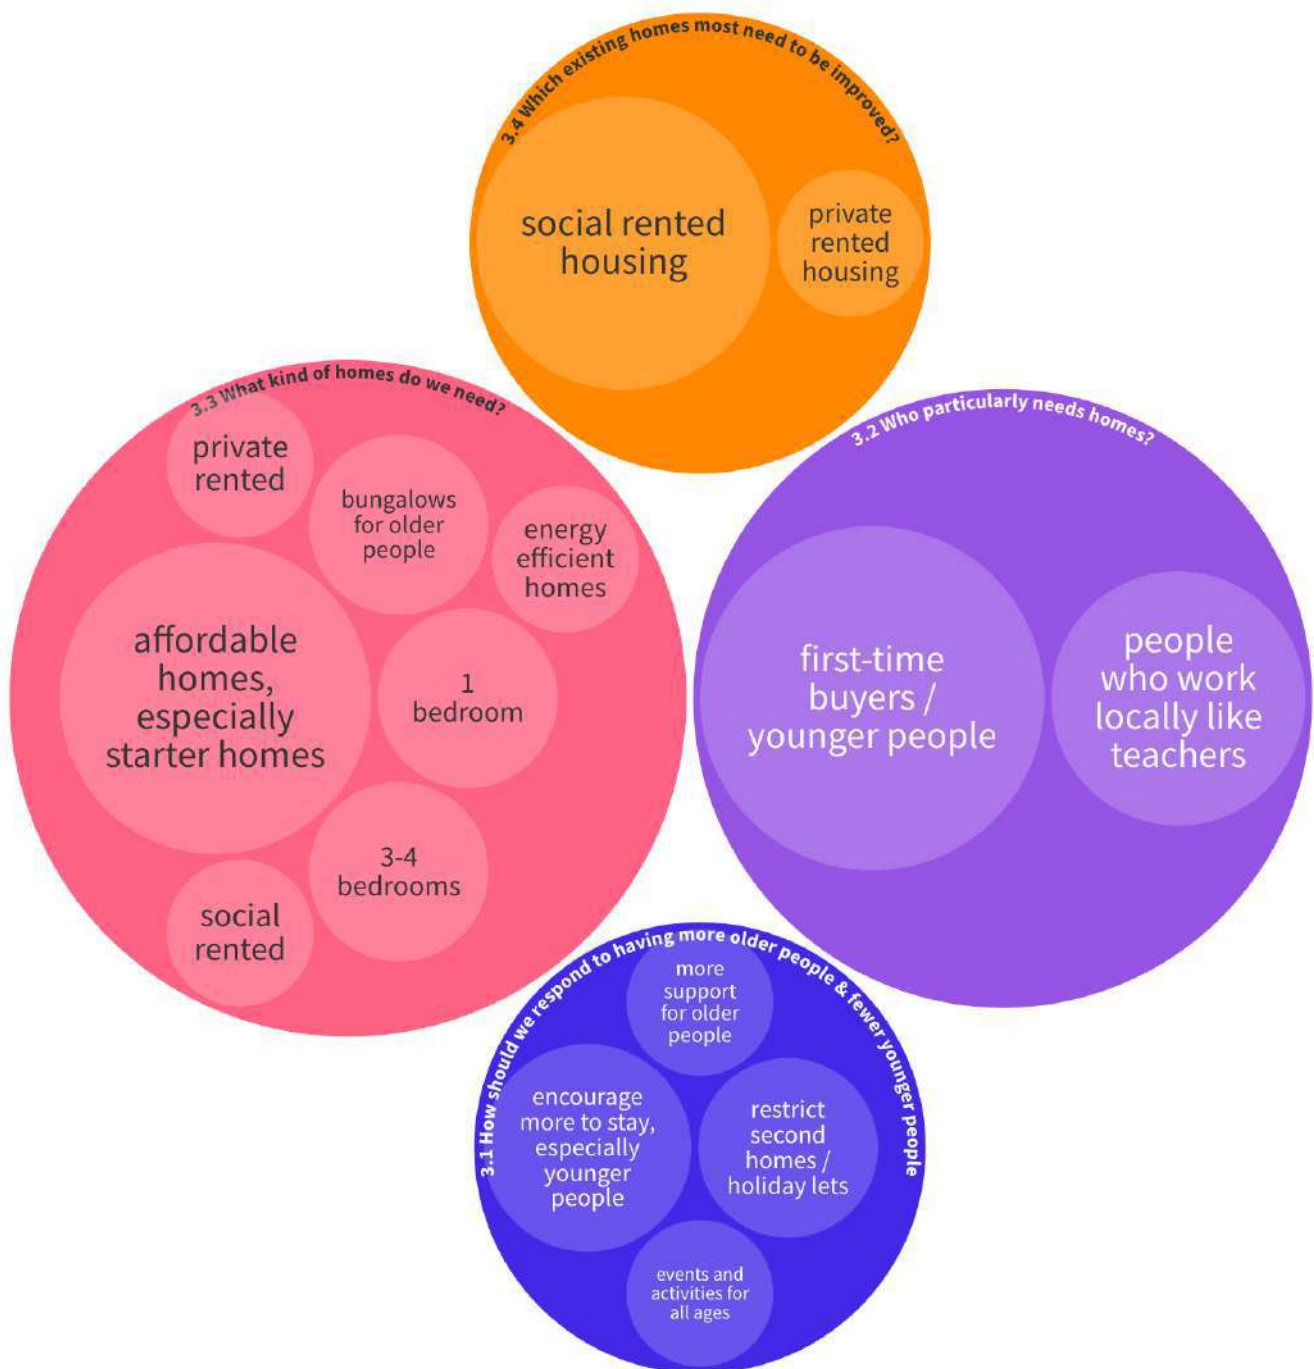 3.4 Which existing homes most need to be improved?
social rented
housing
private
rented
housing
3.3 What kind of homes do we need?
private
rented
bungalows
for older
people
energy
efficient
homes
affordable
homes,
especially
starter homes
1
bedroom
3-4
bedrooms
social
rented
3.2 Who particularly needs homes?
first-time
buyers /
younger people
people
who work
locally like
teachers
3.1 How should we respond to having more older people & fewer younger people
more
support
for older
people
encourage
more to stay,
especially
younger
people
restrict
second
homes /
holiday lets
events and
activities for
all ages